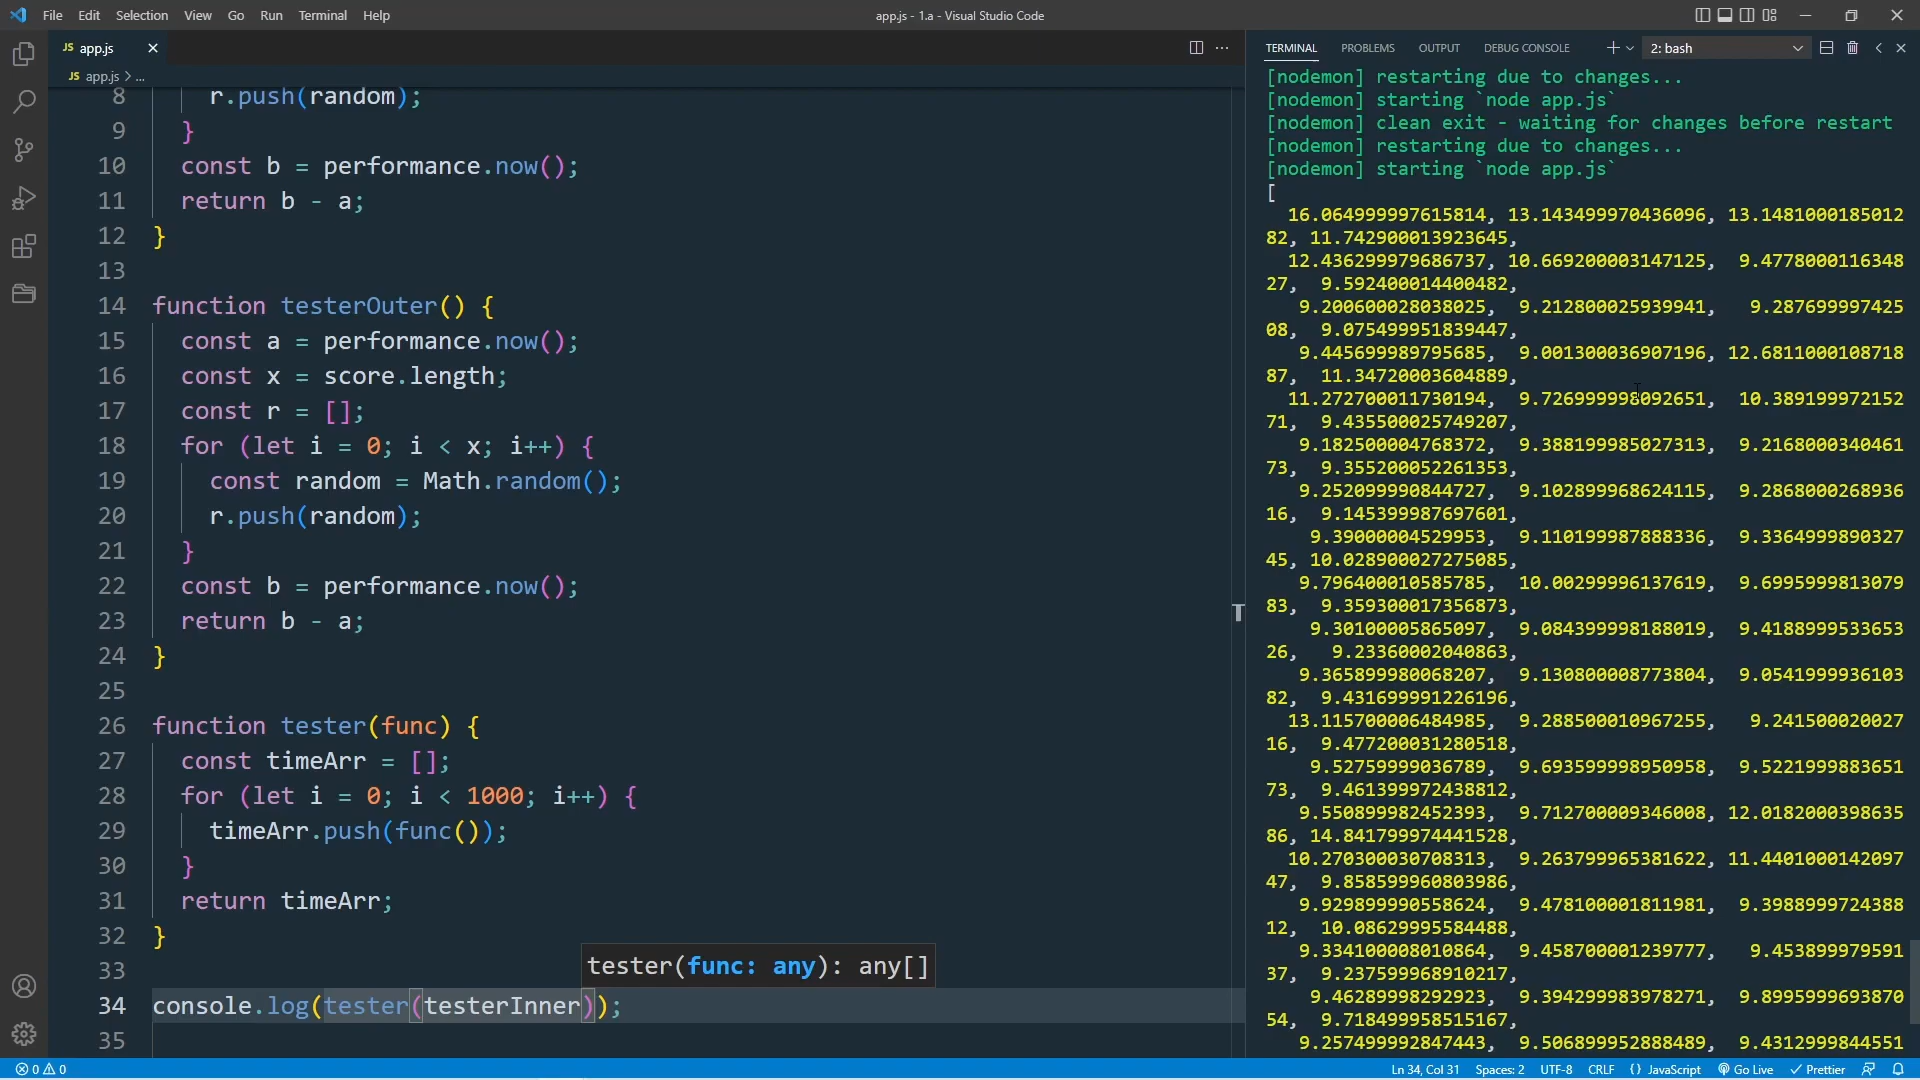 File Edit Selection View Go Run Terminal Help
app.js - 1.a - Visual Studio Code
JS app.js
JS app.js > ...
8 r.push(random);
9 }
10 const b = performance.now();
11 return b - a;
12 }
13
14 function testerOuter() {
15 const a = performance.now();
16 const x = score.length;
17 const r = [];
18 for (let i = 0; i < x; i++) {
19 const random = Math.random();
20 r.push(random);
21 }
22 const b = performance.now();
23 return b - a;
24 }
25
26 function tester(func) {
27 const timeArr = [];
28 for (let i = 0; i < 1000; i++) {
29 timeArr.push(func());
30 }
31 return timeArr;
32 }
33
tester(func: any): any[]
34 console.log(tester(testerInner));
35
TERMINAL PROBLEMS OUTPUT DEBUG CONSOLE 2: bash
[nodemon] restarting due to changes...
[nodemon] starting `node app.js`
[nodemon] clean exit - waiting for changes before restart
[nodemon] restarting due to changes...
[nodemon] starting `node app.js`
[
16.064999997615814, 13.143499970436096, 13.1481000185012
82, 11.742900013923645,
12.436299979686737, 10.669200003147125, 9.4778000116348
27, 9.592400014400482,
9.200600028038025, 9.212800025939941, 9.287699997425
08, 9.075499951839447,
9.445699989795685, 9.001300036907196, 12.6811000108718
87, 11.34720003604889,
11.272700011730194, 9.726999998092651, 10.389199972152
71, 9.435500025749207,
9.182500004768372, 9.388199985027313, 9.2168000340461
73, 9.355200052261353,
9.252099990844727, 9.102899968624115, 9.2868000268936
16, 9.145399987697601,
9.39000004529953, 9.110199987888336, 9.3364999890327
45, 10.028900027275085,
9.796400010585785, 10.00299996137619, 9.6995999813079
83, 9.359300017356873,
9.30100005865097, 9.084399998188019, 9.4188999533653
26, 9.23360002040863,
9.365899980068207, 9.130800008773804, 9.0541999936103
82, 9.431699991226196,
13.115700006484985, 9.288500010967255, 9.241500020027
16, 9.477200031280518,
9.52759999036789, 9.693599998950958, 9.5221999883651
73, 9.461399972438812,
9.550899982452393, 9.712700009346008, 12.0182000398635
86, 14.841799974441528,
10.270300030708313, 9.263799965381622, 11.4401000142097
47, 9.858599960803986,
9.929899990558624, 9.478100001811981, 9.3988999724388
12, 10.08629995584488,
9.334100008010864, 9.458700001239777, 9.453899979591
37, 9.237599968910217,
9.46289998292923, 9.394299983978271, 9.8995999693870
54, 9.718499958515167,
9.257499992847443, 9.506899952888489, 9.4312999844551
0 0 Ln 34, Col 31 Spaces: 2 UTF-8 CRLF {} JavaScript Go Live Prettier